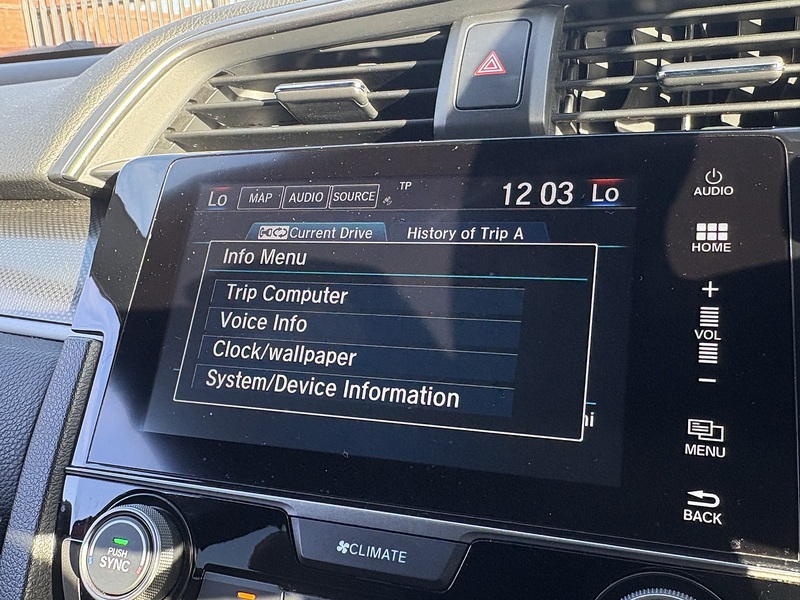 Lo MAP AUDIO SOURCE TP 12 03 Lo
Current Drive History of Trip A
Info Menu
Trip Computer
Voice Info
Clock/wallpaper
System/Device Information
AUDIO
HOME
+
VOL
−
MENU
BACK
PUSH
SYNC
CLIMATE